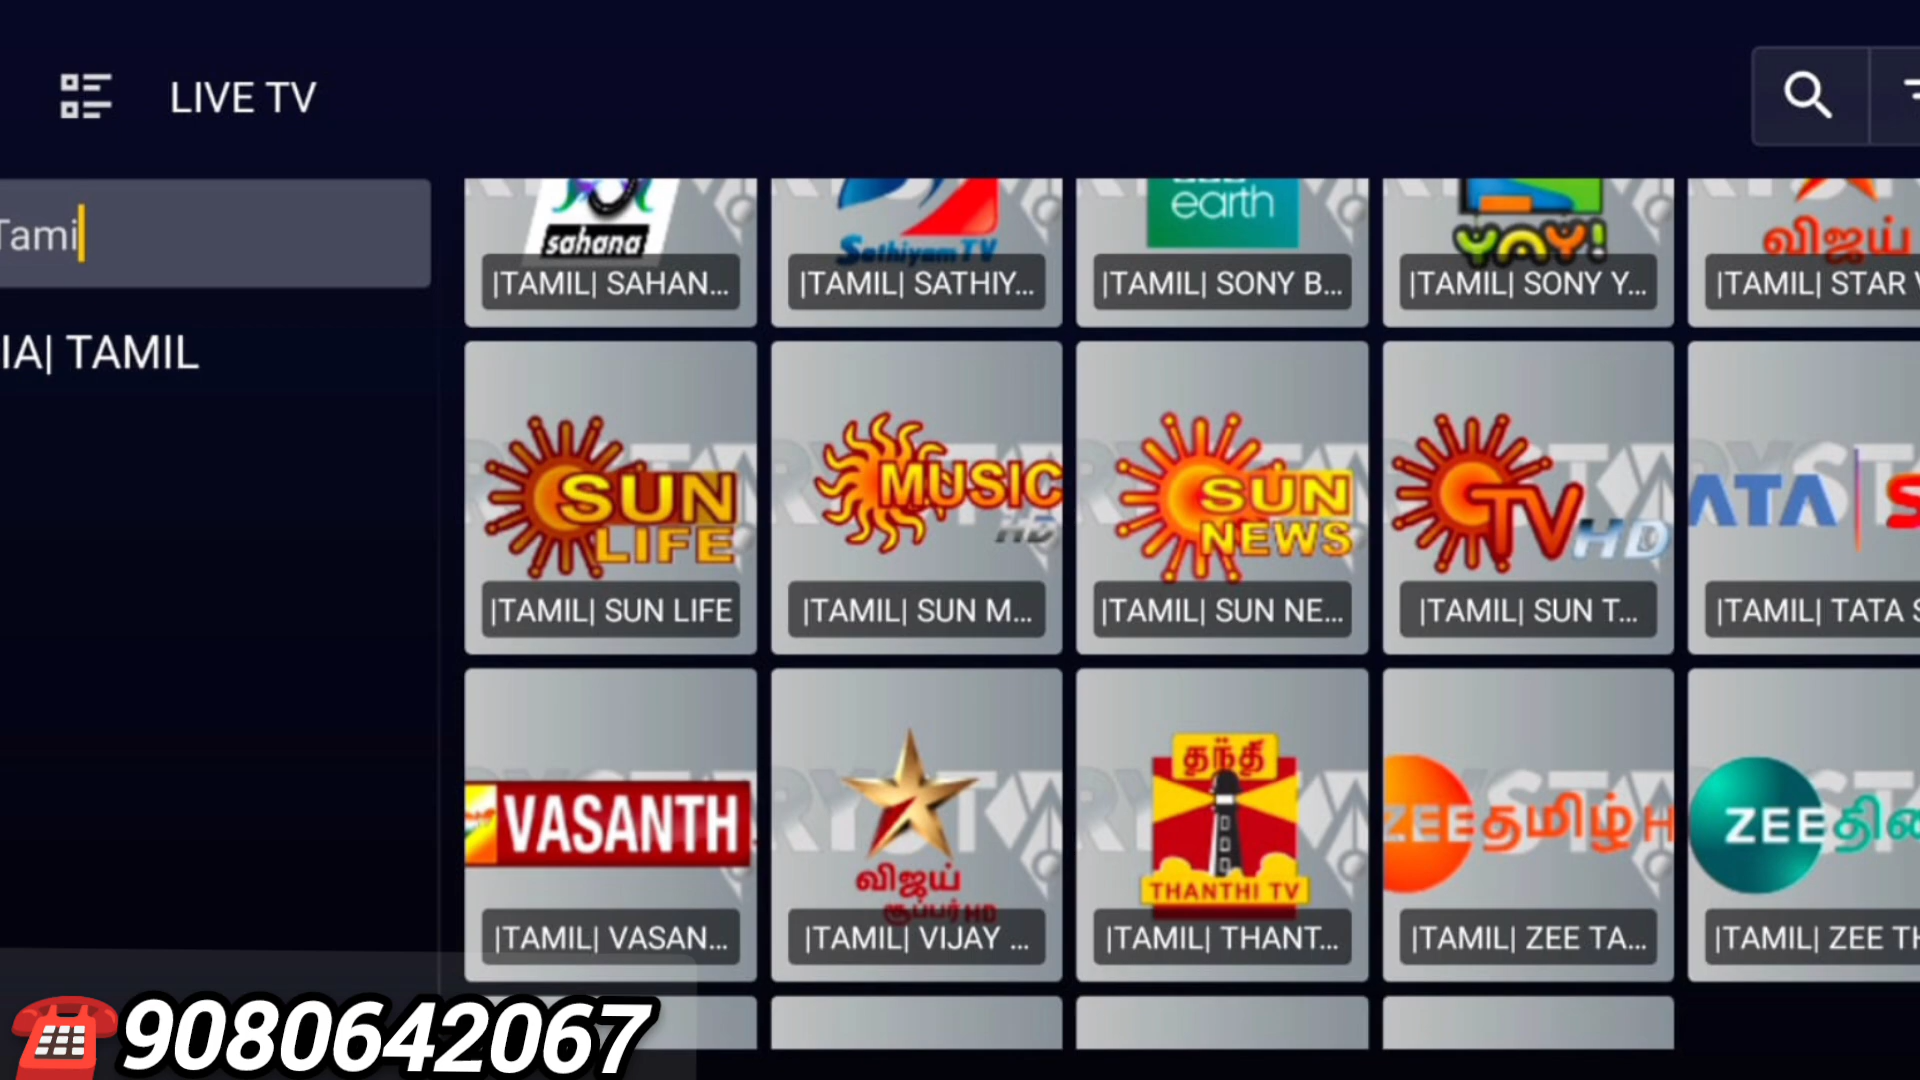 LIVE TV
Tami
IA| TAMIL
sahana
Sathiyam TV
earth
YAY!
விஜய்
|TAMIL| SAHAN...
|TAMIL| SATHIY...
|TAMIL| SONY B...
|TAMIL| SONY Y...
|TAMIL| STAR V
SUN LIFE
MUSIC HD
SUN NEWS
TV HD
ATA S
|TAMIL| SUN LIFE
|TAMIL| SUN M...
|TAMIL| SUN NE...
|TAMIL| SUN T...
|TAMIL| TATA S
VASANTH
விஜய்
சூப்பர் HD
தந்தீ
THANTHI TV
ZEE தமிழ் H
ZEE
|TAMIL| VASAN...
|TAMIL| VIJAY ...
|TAMIL| THANT...
|TAMIL| ZEE TA...
|TAMIL| ZEE TH
9080642067